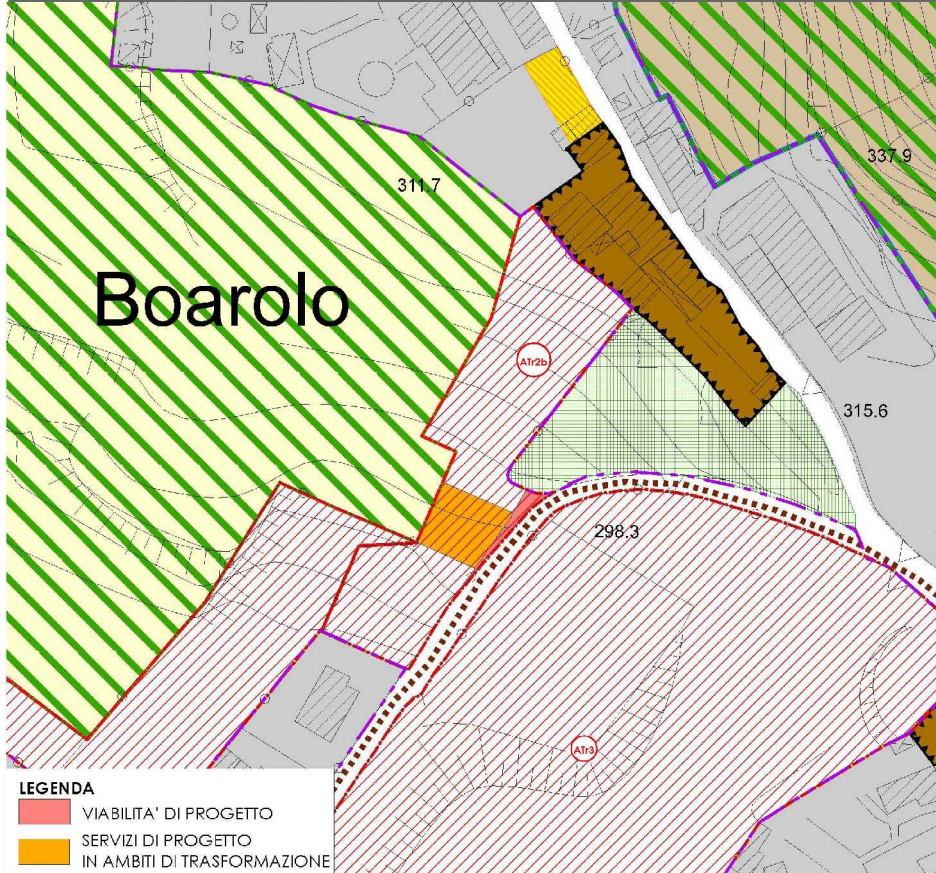 337.9
311.7
Boarolo
ATr2b
315.6
298.3
ATr3
LEGENDA
VIABILITA' DI PROGETTO
SERVIZI DI PROGETTO
IN AMBITI DI TRASFORMAZIONE